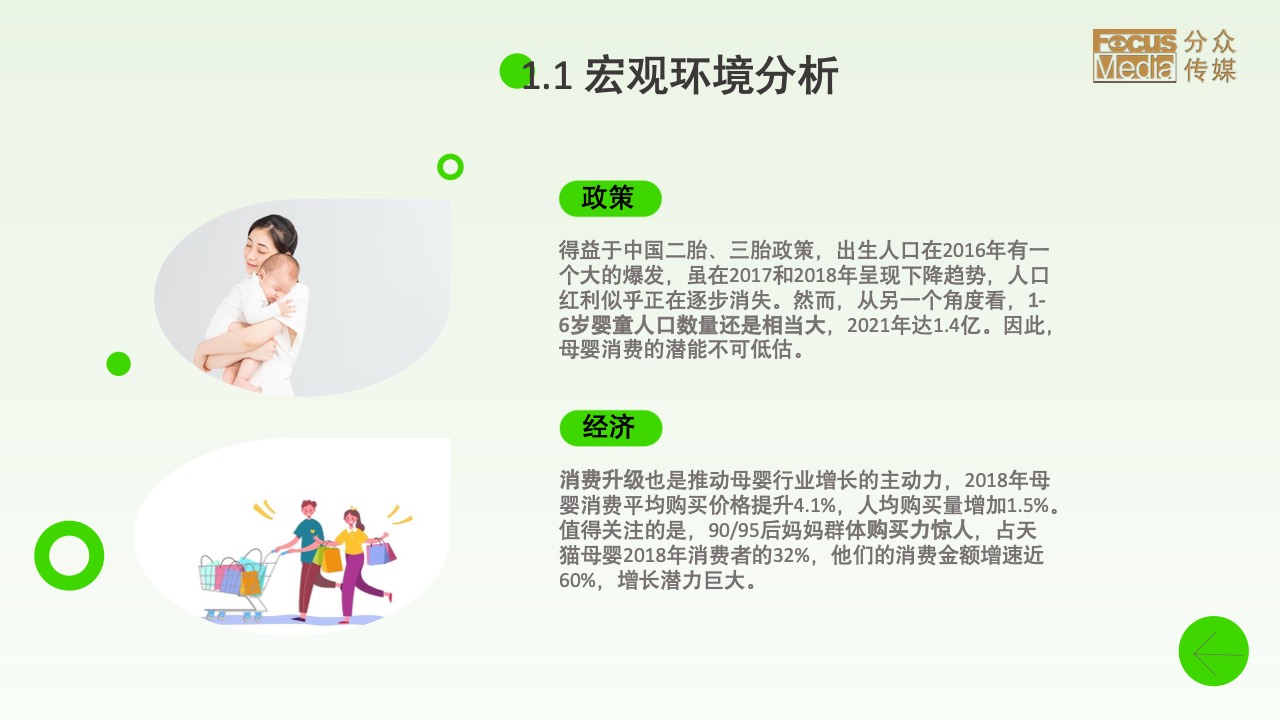 1.1 宏观环境分析
Focus Media 分众传媒
政策
得益于中国二胎、三胎政策，出生人口在2016年有一
个大的爆发，虽在2017和2018年呈现下降趋势，人口
红利似乎正在逐步消失。然而，从另一个角度看，1-
6岁婴童人口数量还是相当大，2021年达1.4亿。因此，
母婴消费的潜能不可低估。
经济
消费升级也是推动母婴行业增长的主动力，2018年母
婴消费平均购买价格提升4.1%，人均购买量增加1.5%。
值得关注的是，90/95后妈妈群体购买力惊人，占天
猫母婴2018年消费者的32%，他们的消费金额增速近
60%，增长潜力巨大。